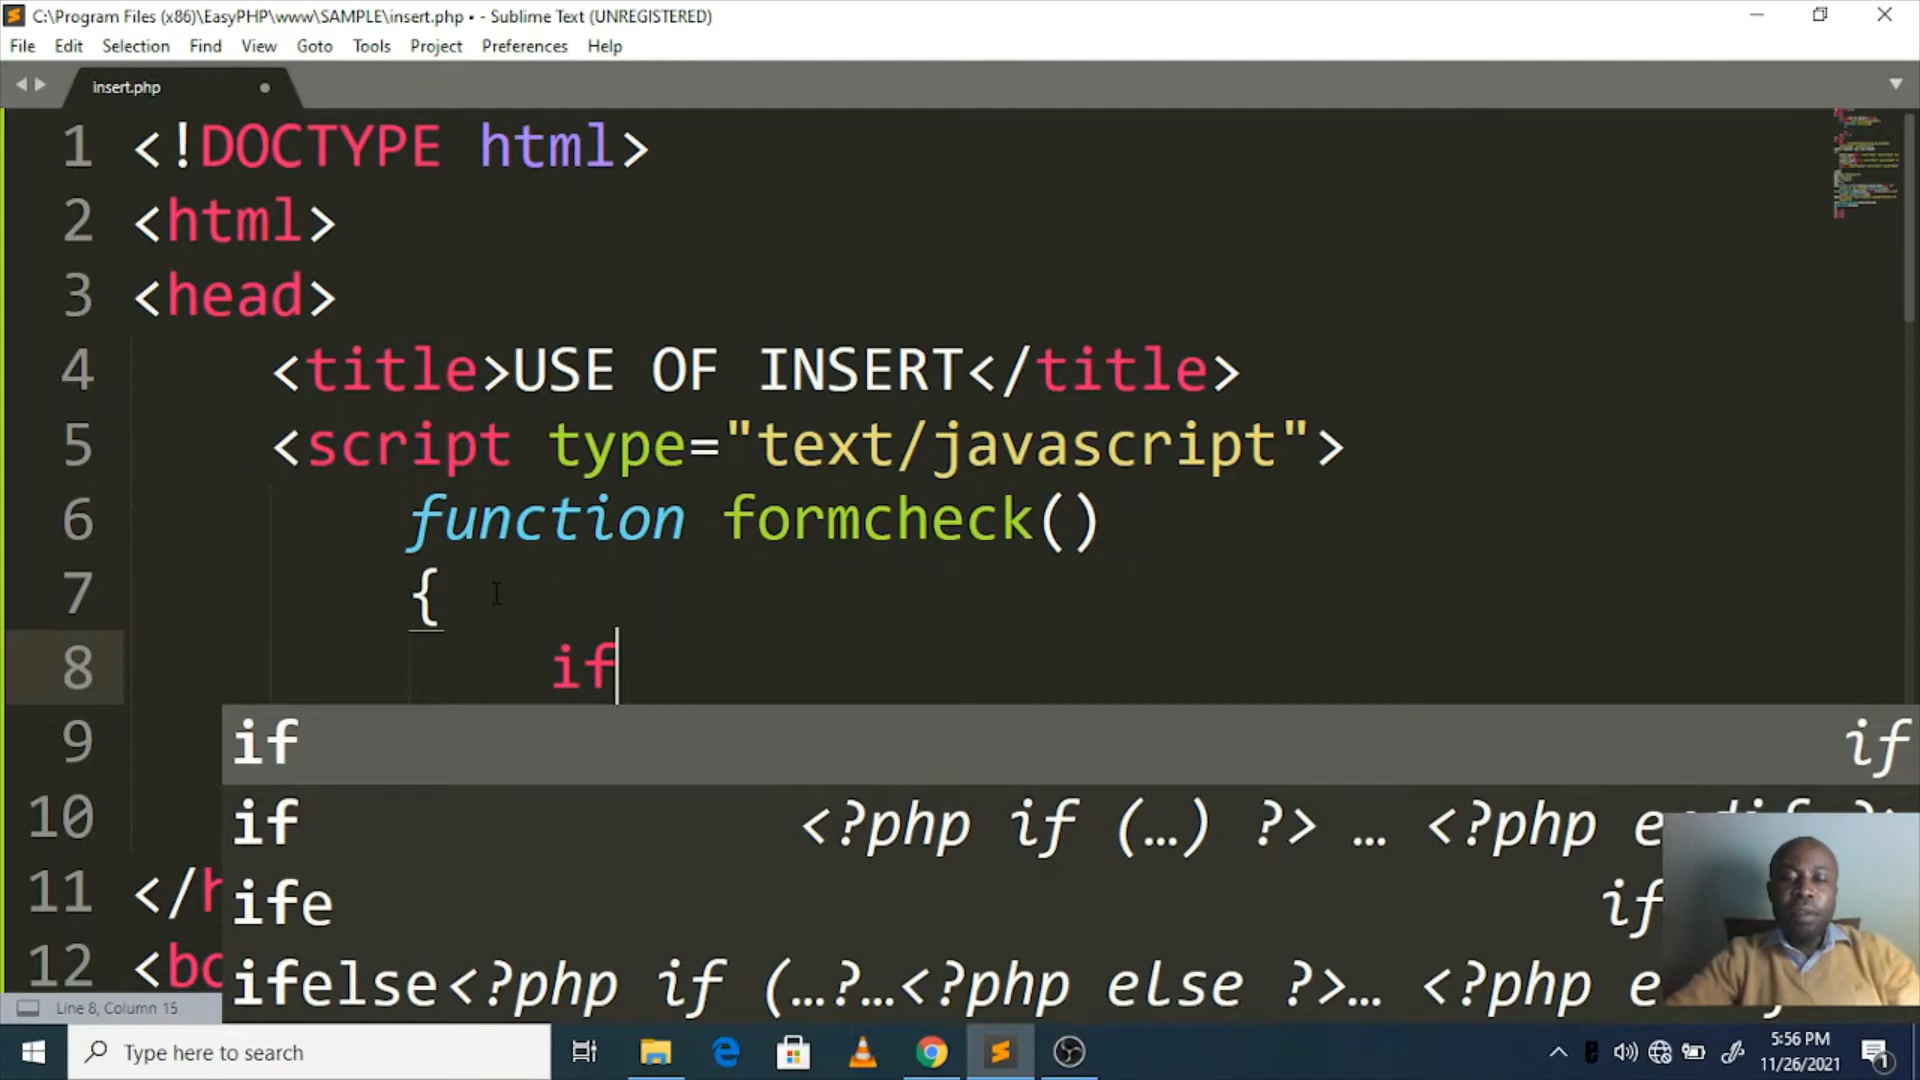 C:\Program Files (x86)\EasyPHP\www\SAMPLE\insert.php • - Sublime Text (UNREGISTERED)
File Edit Selection Find View Goto Tools Project Preferences Help
insert.php
1 <!DOCTYPE html>
2 <html>
3 <head>
4 <title>USE OF INSERT</title>
5 <script type="text/javascript">
6 function formcheck()
7 {
8 if
9 if if
10 if <?php if (…) ?> … <?php
11 </h ife if
12 <bo ifelse<?php if (…?…<?php else ?>… <?php e
Line 8, Column 15
Type here to search
5:56 PM
11/26/2021
1